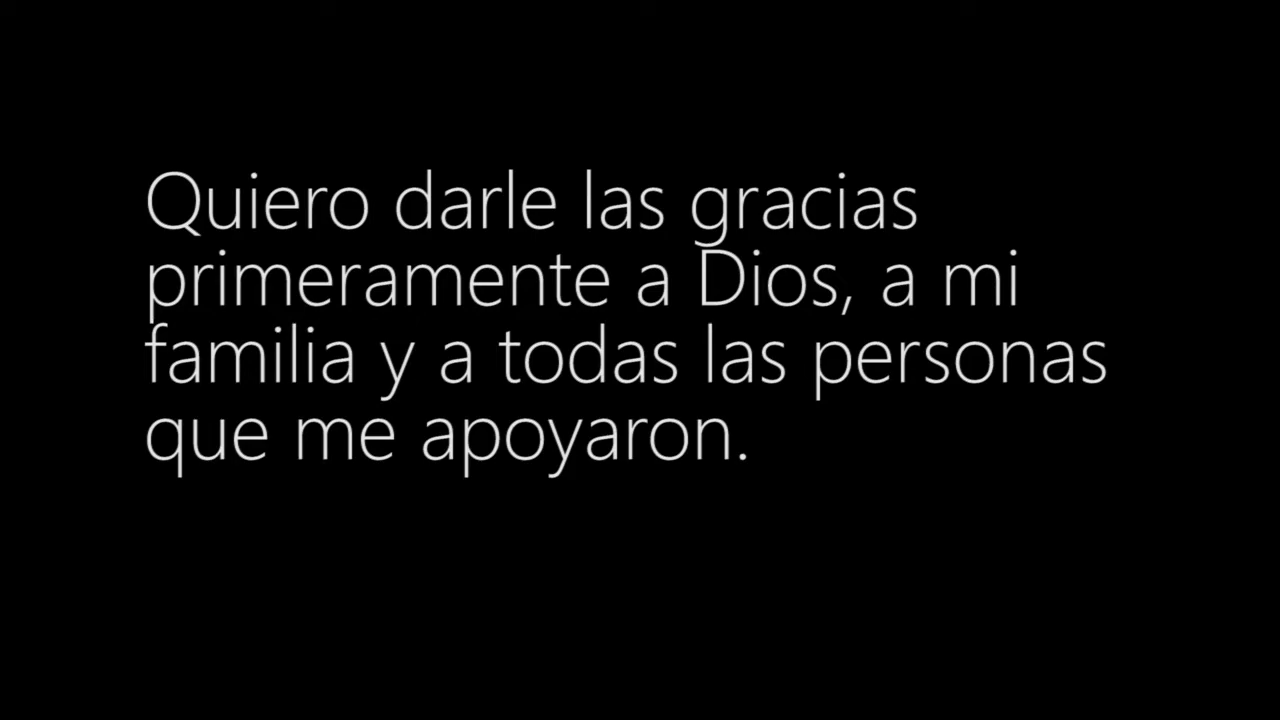 Quiero darle las gracias
primeramente a Dios, a mi
familia y a todas las personas
que me apoyaron.